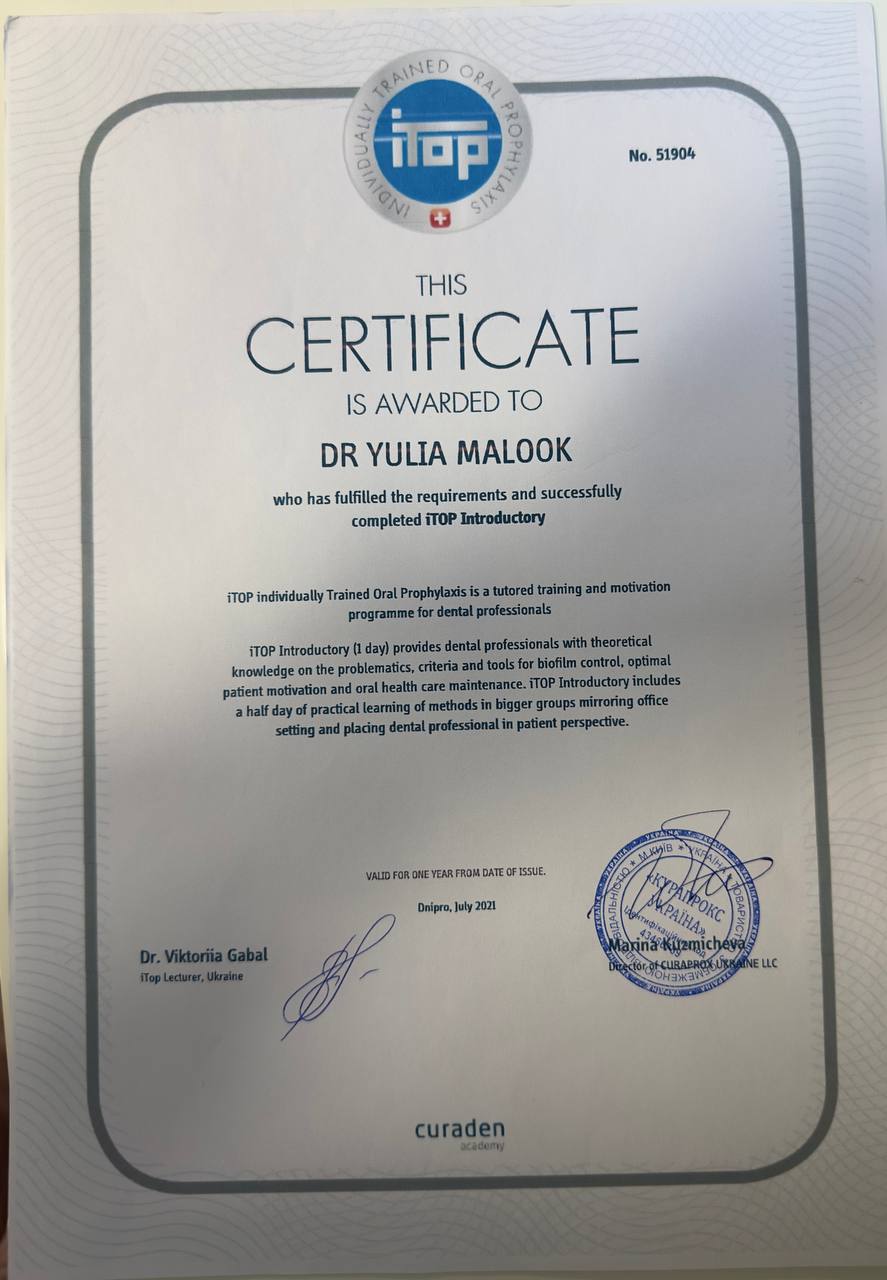 INDIVIDUALLY TRAINED ORAL PROPHYLAXIS
iTop
No. 51904
THIS
CERTIFICATE
IS AWARDED TO
DR YULIA MALOOK
who has fulfilled the requirements and successfully
completed iTOP Introductory
iTOP individually Trained Oral Prophylaxis is a tutored training and motivation
programme for dental professionals
iTOP Introductory (1 day) provides dental professionals with theoretical
knowledge on the problematics, criteria and tools for biofilm control, optimal
patient motivation and oral health care maintenance. iTOP Introductory includes
a half day of practical learning of methods in bigger groups mirroring office
setting and placing dental professional in patient perspective.
VALID FOR ONE YEAR FROM DATE OF ISSUE.
Dnipro, July 2021
Dr. Viktoriia Gabal
iTop Lecturer, Ukraine
УКРАЇНА
М.КИЇВ ★ УКРАЇНА
«КУРАПРОКС
УКРАЇНА»
Marina Kuzmicheva
Director of CURAPROX UKRAINE LLC
curaden
academy